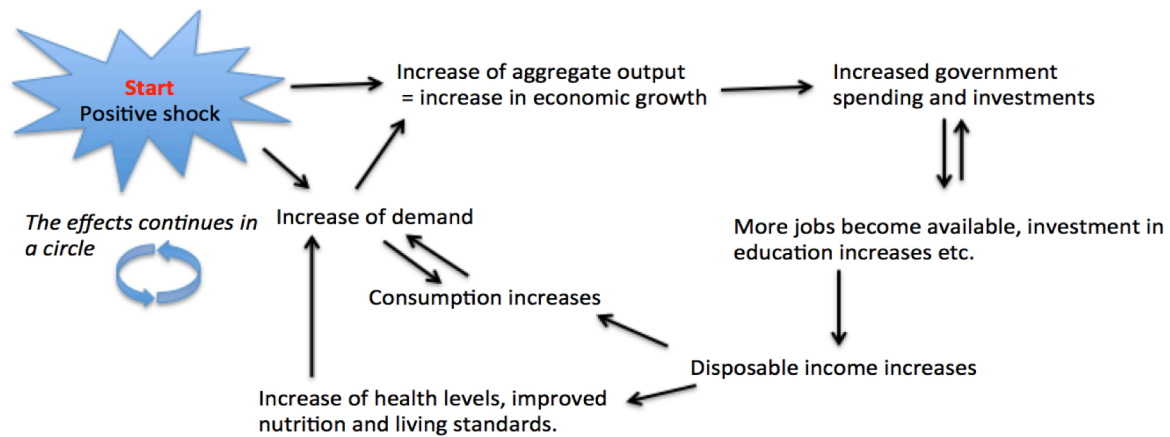 Start
Positive shock
Increase of aggregate output
= increase in economic growth
Increased government
spending and investments
The effects continues in
a circle
Increase of demand
More jobs become available, investment in
education increases etc.
Consumption increases
Disposable income increases
Increase of health levels, improved
nutrition and living standards.